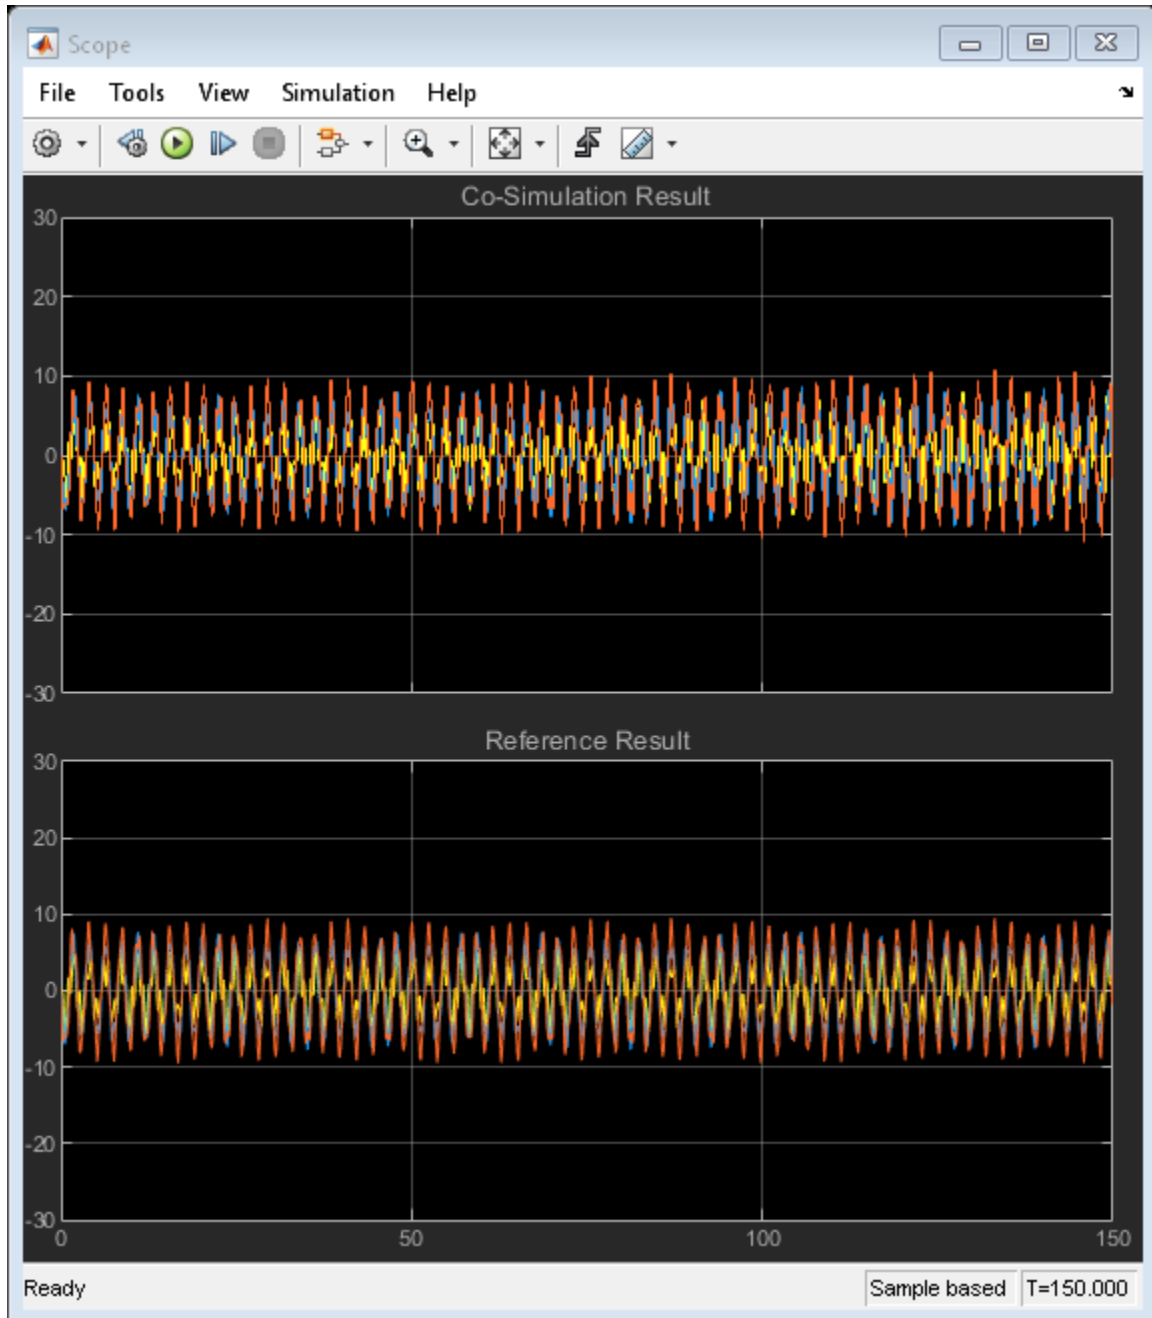 Scope
File Tools View Simulation Help
Co-Simulation Result
30
20
10
0
-10
-20
-30
Reference Result
30
20
10
0
-10
-20
-30
0 50 100 150
Ready Sample based T=150.000